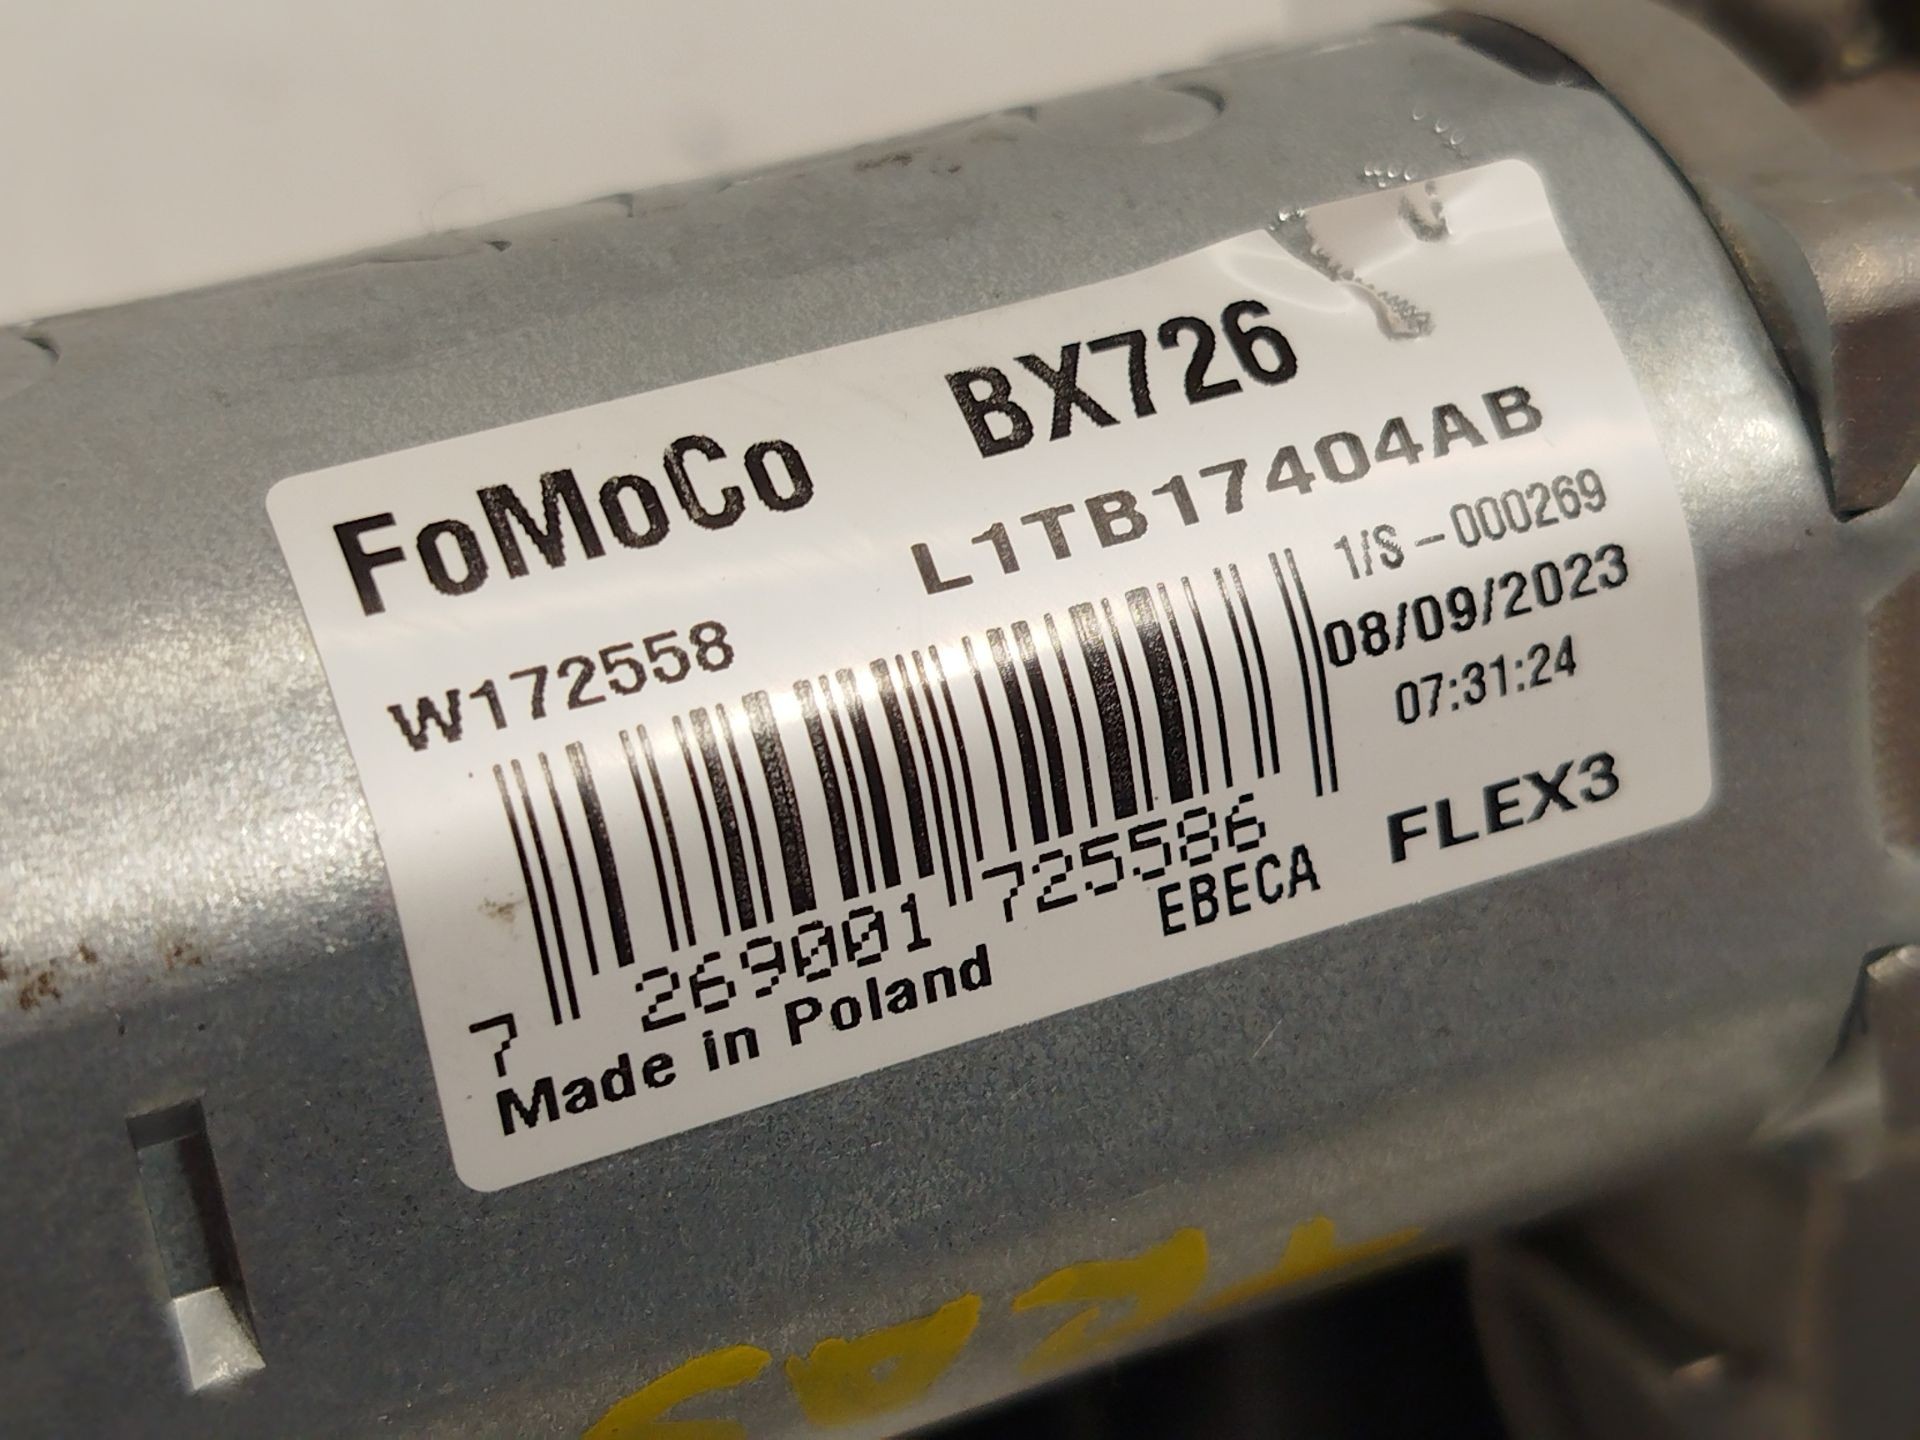 FoMoCo BX726
W172558 L1TB17404AB
1/S-000269
08/09/2023
07:31:24
7 269001 725586
Made in Poland EBECA FLEX3